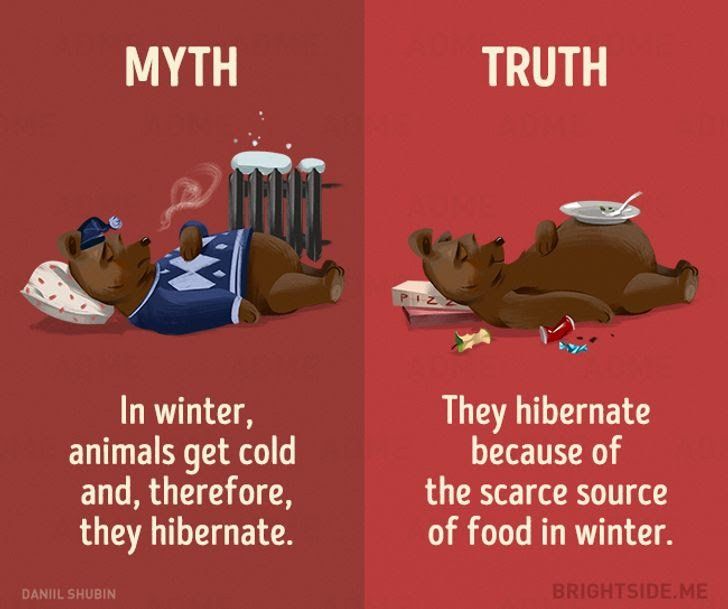 MYTH
In winter,
animals get cold
and, therefore,
they hibernate.
DANIIL SHUBIN
TRUTH
PIZZ
They hibernate
because of
the scarce source
of food in winter.
BRIGHTSIDE.ME